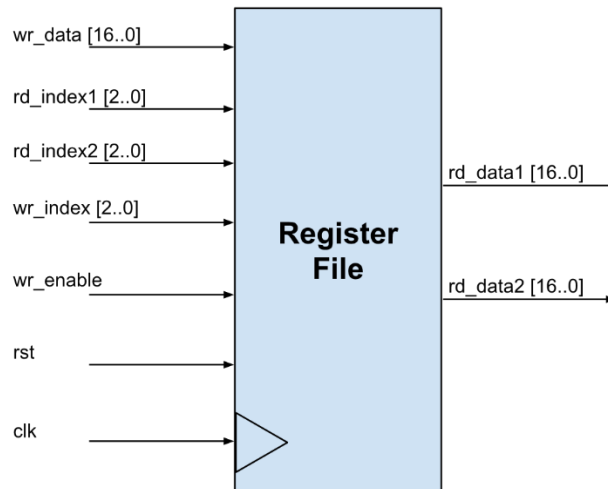 wr_data [16..0]
rd_index1 [2..0]
rd_index2 [2..0]
wr_index [2..0]
wr_enable
rst
clk
Register
File
rd_data1 [16..0]
rd_data2 [16..0]